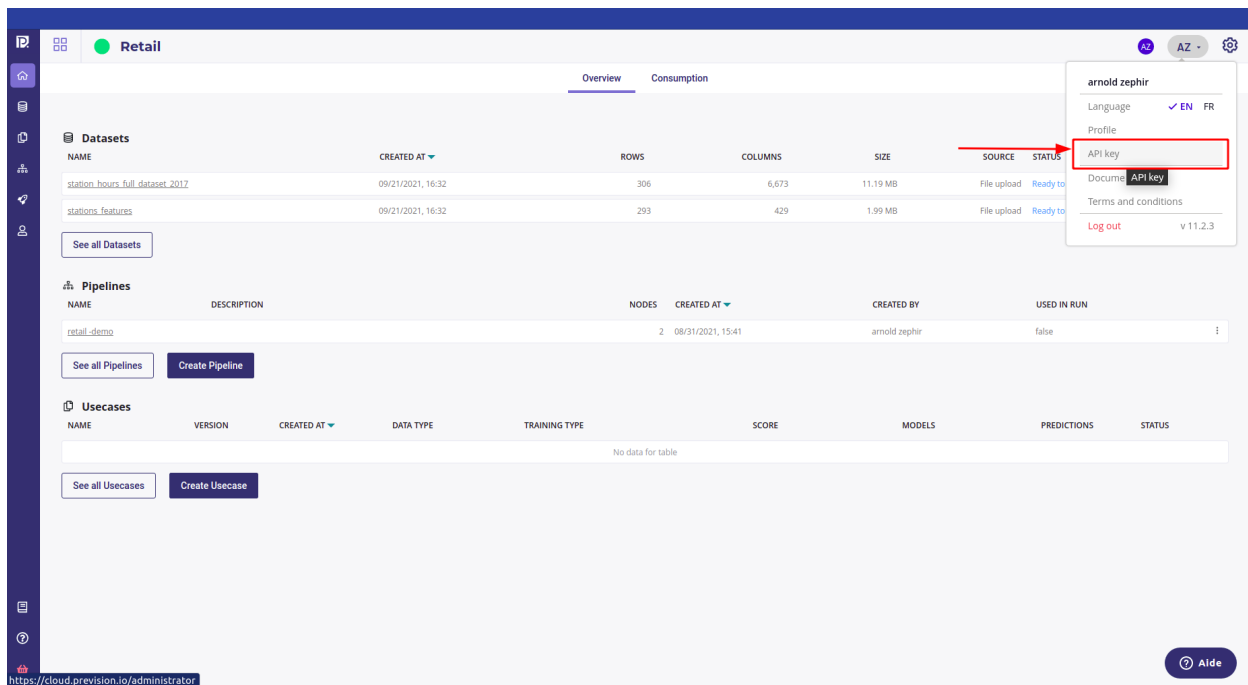 Retail
AZ
AZ
Overview Consumption
arnold zephir
Language EN FR
Profile
API key
Docume
API key
Terms and conditions
Log out v 11.2.3
Datasets
NAME CREATED AT ROWS COLUMNS SIZE SOURCE STATUS
station_hours_full_dataset_2017 09/21/2021, 16:32 306 6,673 11.19 MB File upload Ready to
stations_features 09/21/2021, 16:32 293 429 1.99 MB File upload Ready to
See all Datasets
Pipelines
NAME DESCRIPTION NODES CREATED AT CREATED BY USED IN RUN
retail -demo 2 08/31/2021, 15:41 arnold zephir false
See all Pipelines Create Pipeline
Usecases
NAME VERSION CREATED AT DATA TYPE TRAINING TYPE SCORE MODELS PREDICTIONS STATUS
No data for table
See all Usecases Create Usecase
Aide
https://cloud.prevision.io/administrator